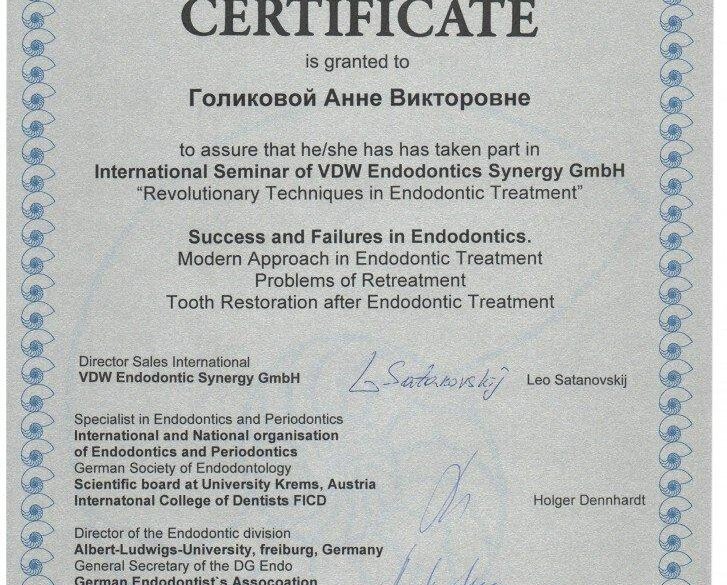 CERTIFICATE
is granted to
Голиковой Анне Викторовне
to assure that he/she has has taken part in
International Seminar of VDW Endodontics Synergy GmbH
“Revolutionary Techniques in Endodontic Treatment”
Success and Failures in Endodontics.
Modern Approach in Endodontic Treatment
Problems of Retreatment
Tooth Restoration after Endodontic Treatment
Director Sales International
VDW Endodontic Synergy GmbH
L Satanovskij
Leo Satanovskij
Specialist in Endodontics and Periodontics
International and National organisation
of Endodontics and Periodontics
German Society of Endodontology
Scientific board at University Krems, Austria
International College of Dentists FICD
Holger Dennhardt
Director of the Endodontic division
Albert-Ludwigs-University, freiburg, Germany
General Secretary of the DG Endo
German Endodontist`s Assocoation